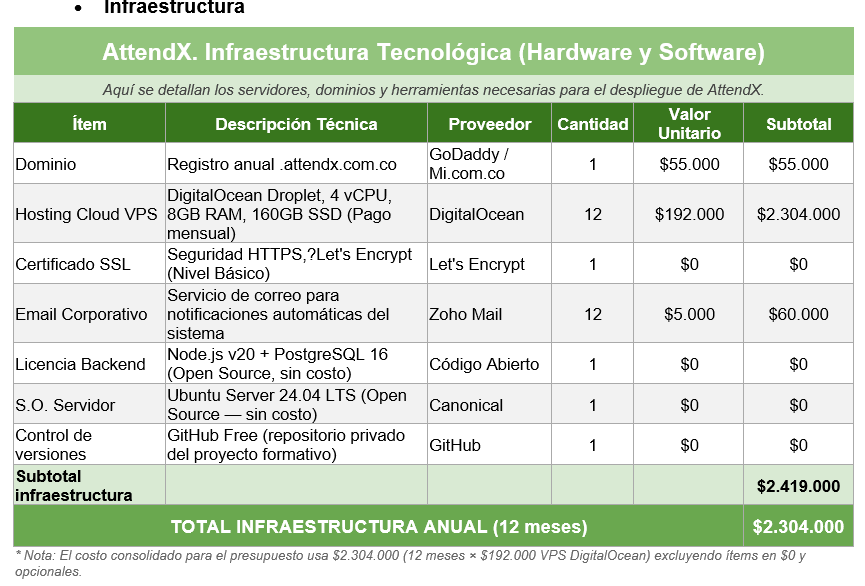 • Infraestructura
AttendX. Infraestructura Tecnológica (Hardware y Software)
Aquí se detallan los servidores, dominios y herramientas necesarias para el despliegue de AttendX.
Ítem Descripción Técnica Proveedor Cantidad Valor Unitario Subtotal
Dominio Registro anual .attendx.com.co GoDaddy / Mi.com.co 1 $55.000 $55.000
Hosting Cloud VPS DigitalOcean Droplet, 4 vCPU, 8GB RAM, 160GB SSD (Pago mensual) DigitalOcean 12 $192.000 $2.304.000
Certificado SSL Seguridad HTTPS,?Let's Encrypt (Nivel Básico) Let's Encrypt 1 $0 $0
Email Corporativo Servicio de correo para notificaciones automáticas del sistema Zoho Mail 12 $5.000 $60.000
Licencia Backend Node.js v20 + PostgreSQL 16 (Open Source, sin costo) Código Abierto 1 $0 $0
S.O. Servidor Ubuntu Server 24.04 LTS (Open Source — sin costo) Canonical 1 $0 $0
Control de versiones GitHub Free (repositorio privado del proyecto formativo) GitHub 1 $0 $0
Subtotal infraestructura $2.419.000
TOTAL INFRAESTRUCTURA ANUAL (12 meses) $2.304.000
* Nota: El costo consolidado para el presupuesto usa $2.304.000 (12 meses × $192.000 VPS DigitalOcean) excluyendo ítems en $0 y
opcionales.